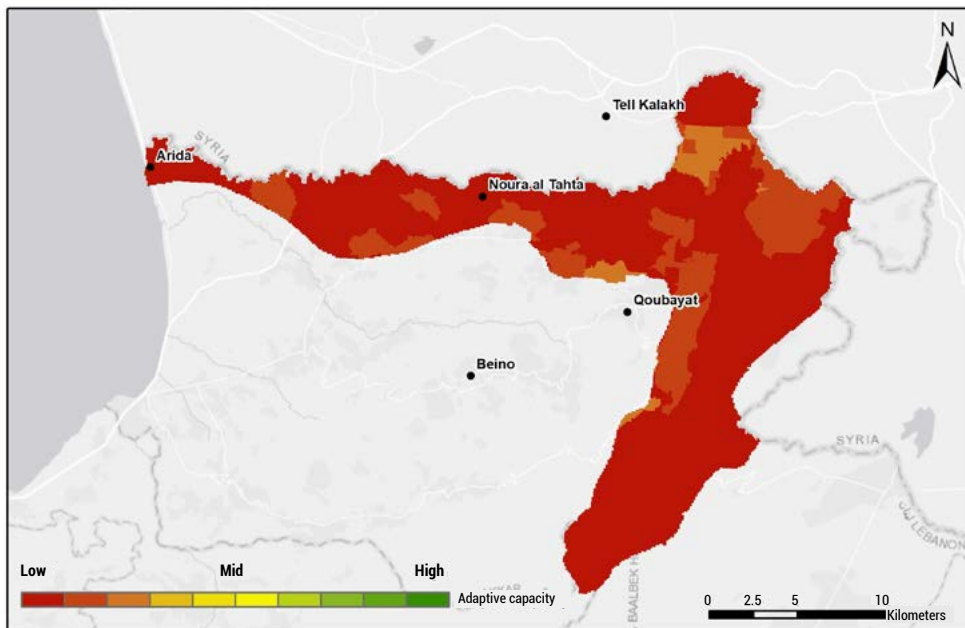 N
Tell Kalakh
SYRIA
Arida
Noura al Tahta
Qoubayat
Beino
SYRIA
LEBANON
Low
Mid
High
Adaptive capacity
BAALBEK
0
2.5
5
10
Kilometers